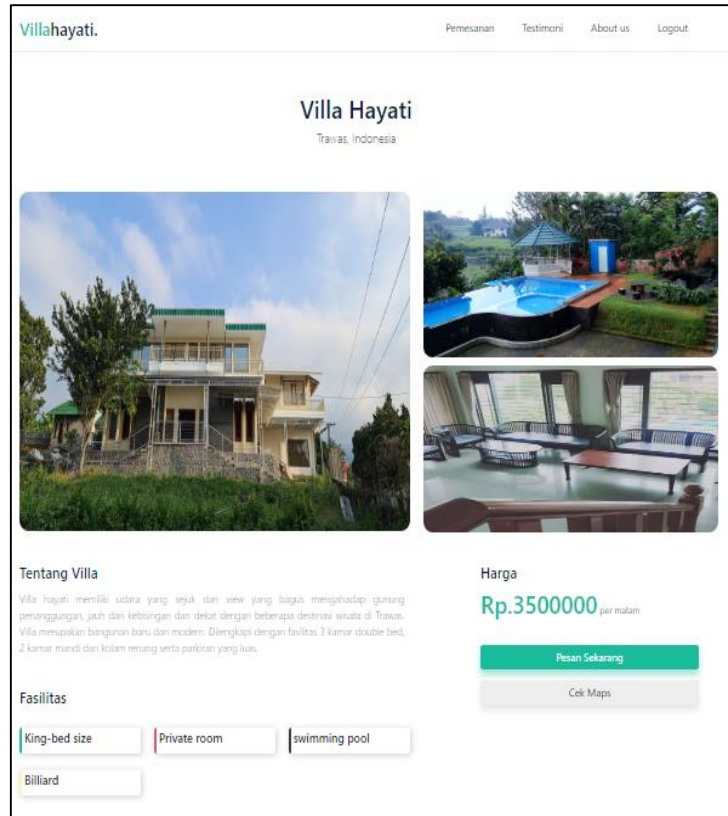 Villahayati.
Pemesanan Testimoni About us Logout
Villa Hayati
Trawas, Indonesia
Tentang Villa
Villa hayati memiliki udara yang sejuk dan view yang bagus mengahadap gunung
penanggungan, jauh dari kebisingan dan dekat dengan beberapa destinasi wisata di Trawas.
Villa merupakan bangunan baru dan modern. Dilengkapi dengan fasilitas 3 kamar double bed,
2 kamar mandi dan kolam renang serta parkiran yang luas.
Harga
Rp.3500000 per malam
Pesan Sekarang
Cek Maps
Fasilitas
King-bed size
Private room
swimming pool
Billiard